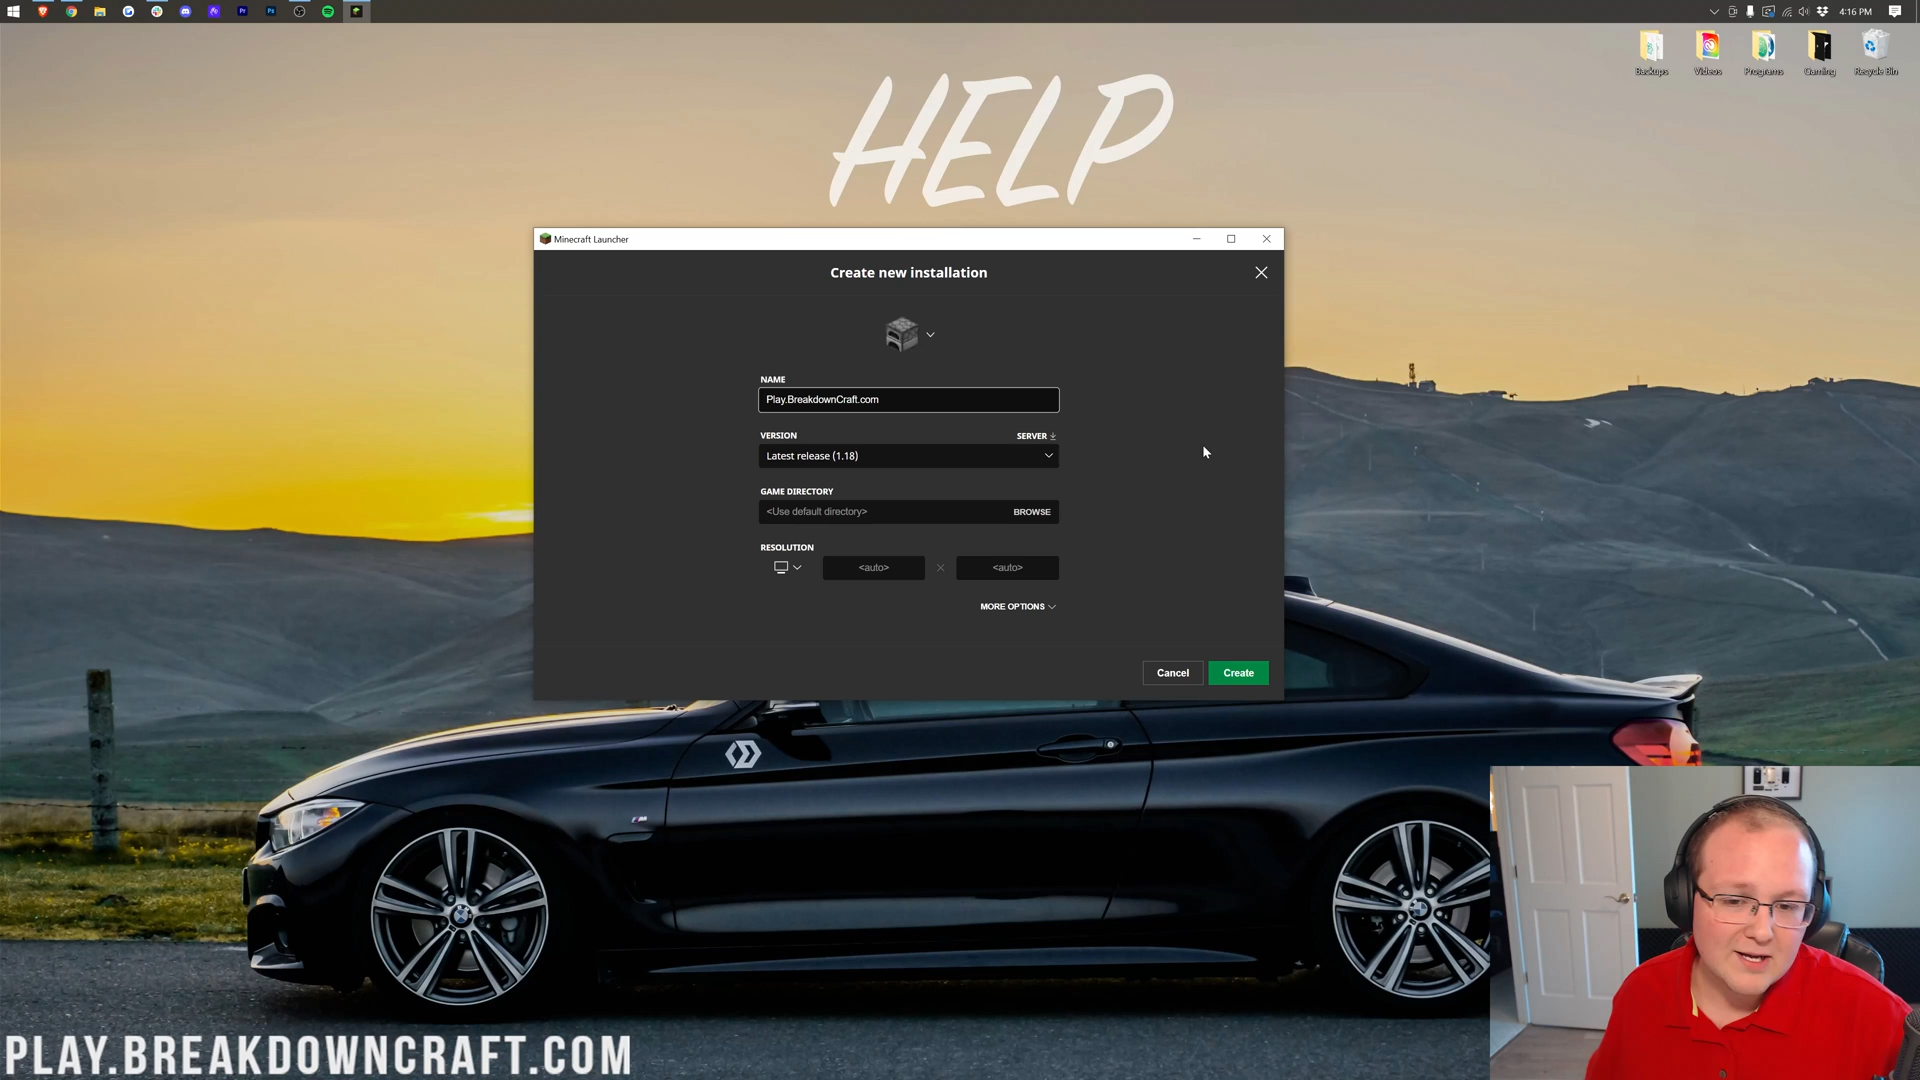 4:16 PM
Backups
Videos
Programs
Gaming
Recycle Bin
HELP
Minecraft Launcher
Create new installation
NAME
Play.BreakdownCraft.com
VERSION
SERVER
Latest release (1.18)
GAME DIRECTORY
<Use default directory>
BROWSE
RESOLUTION
<auto>
<auto>
MORE OPTIONS
Cancel
Create
PLAY.BREAKDOWNCRAFT.COM